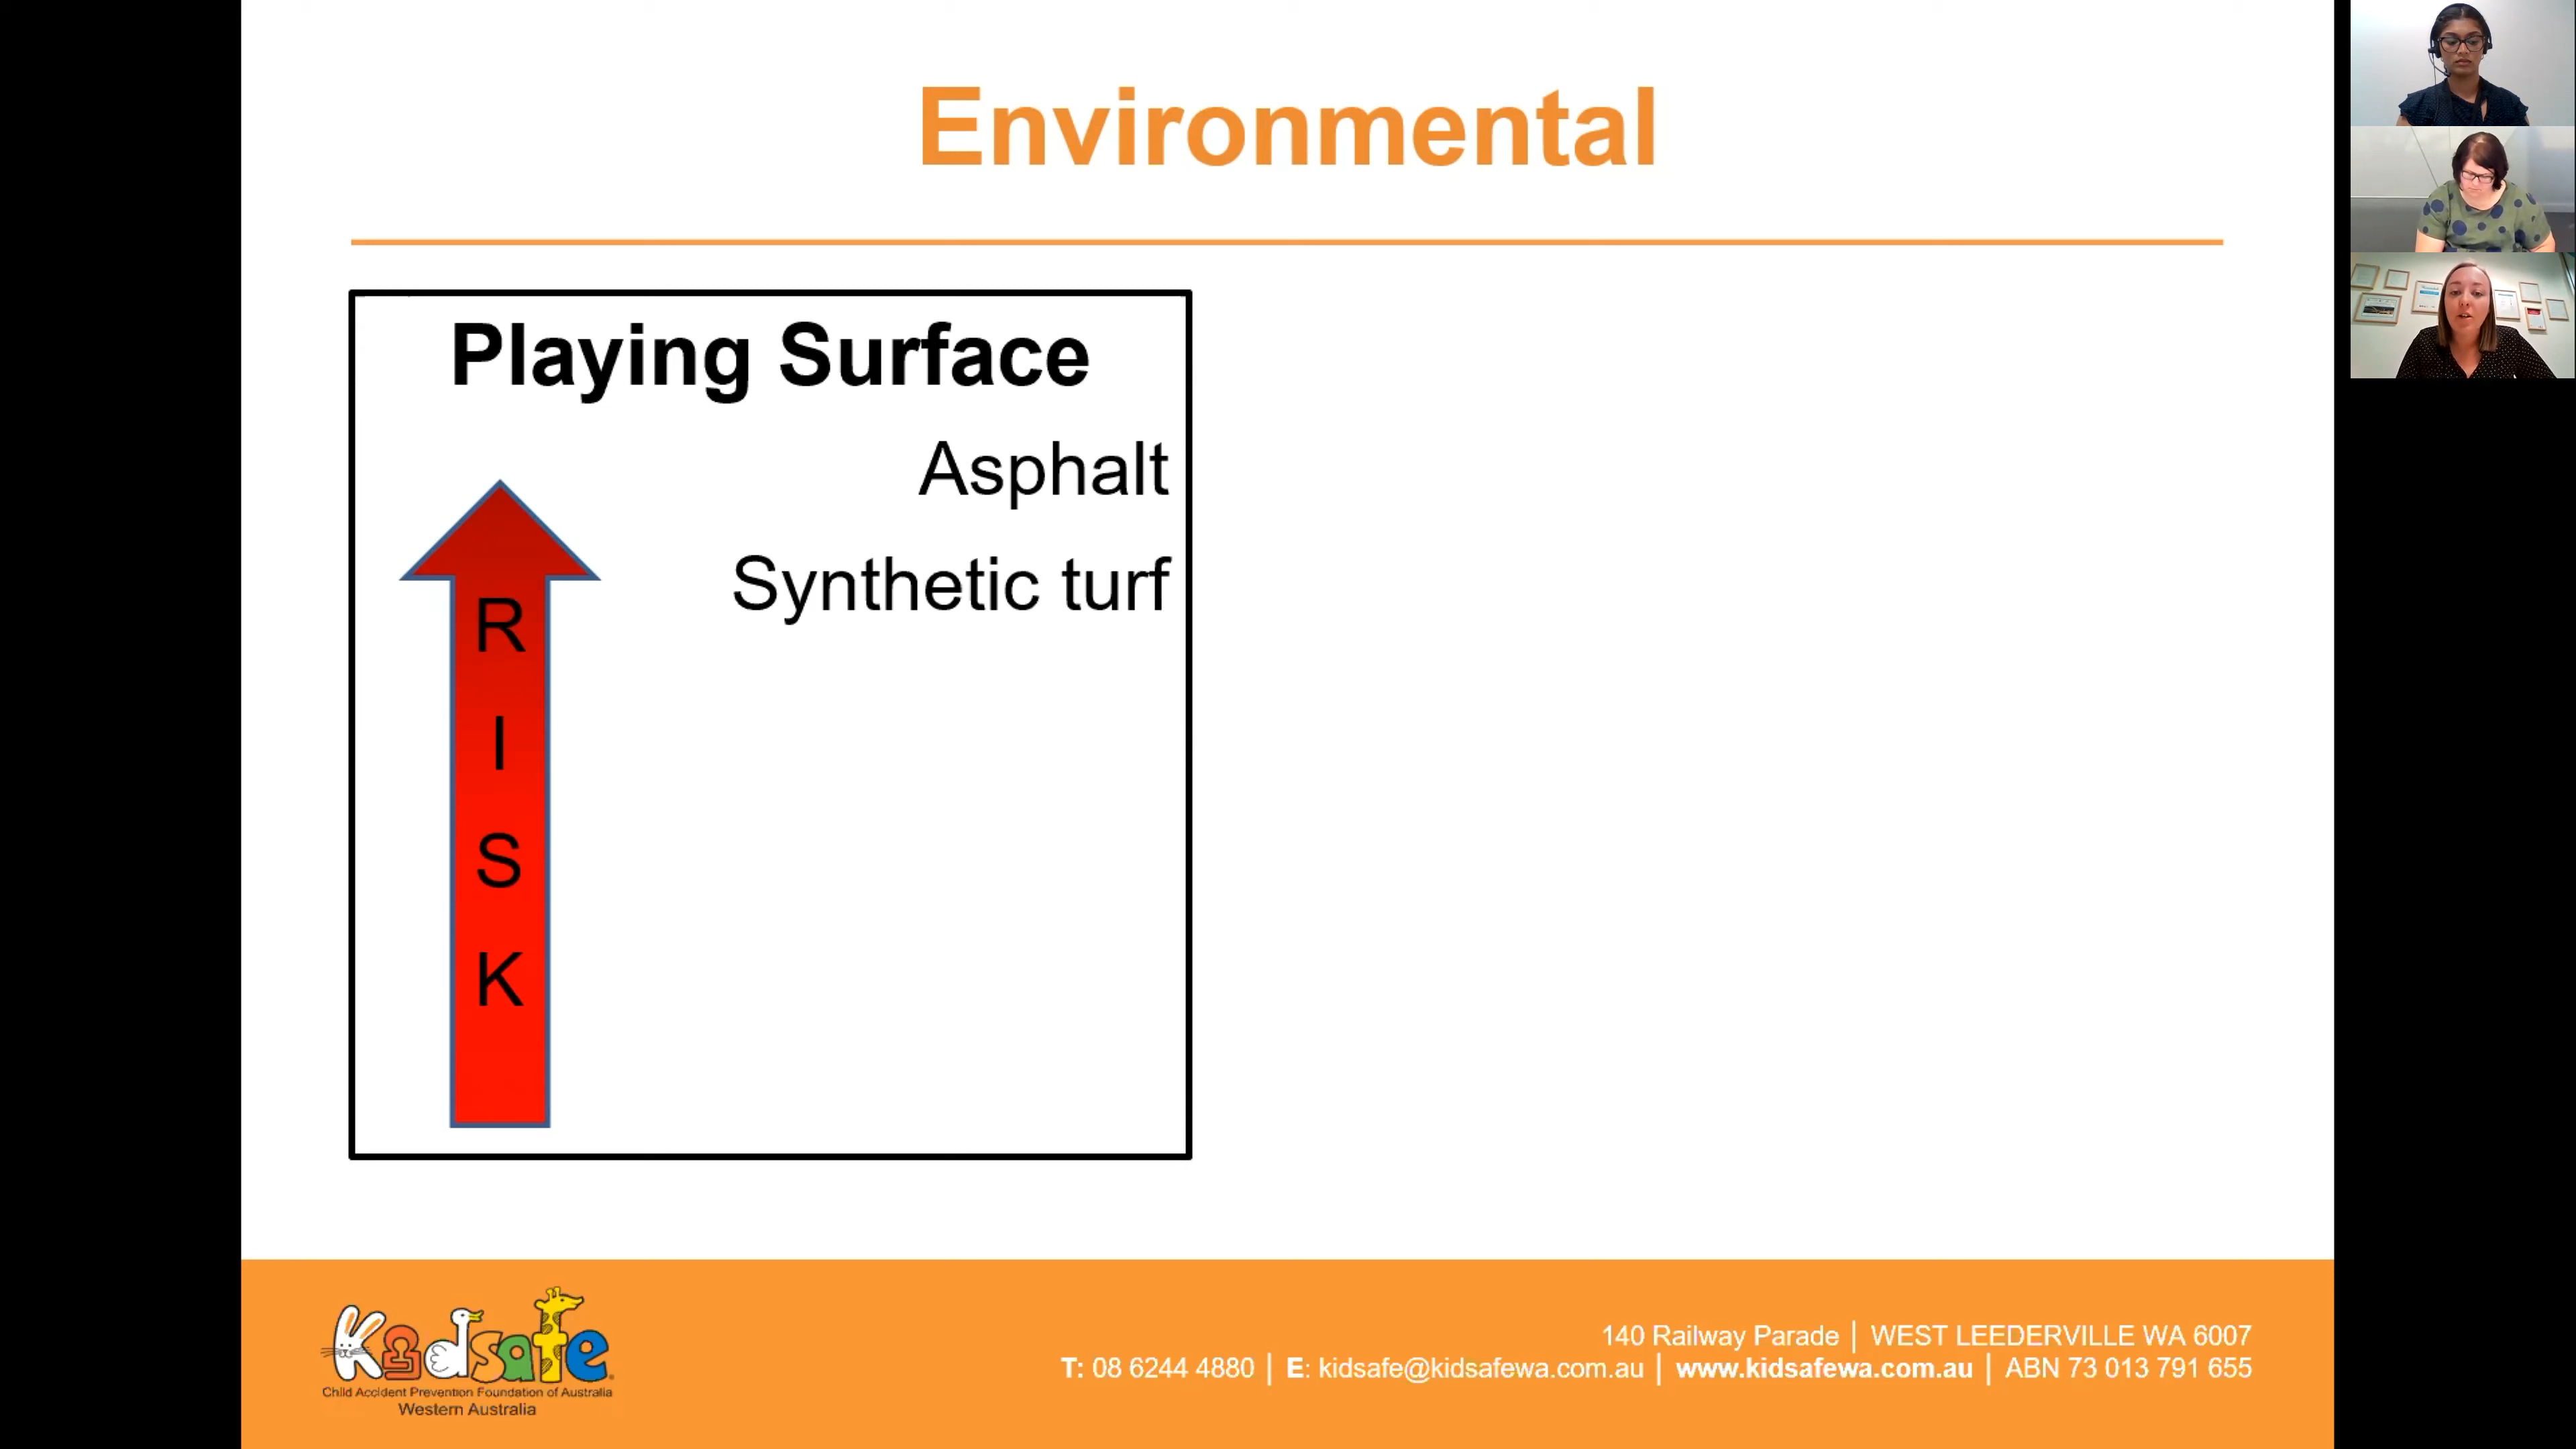 Environmental
Playing Surface
Asphalt
Synthetic turf
R
I
S
K
Kidsafe
Child Accident Prevention Foundation of Australia
Western Australia
140 Railway Parade | WEST LEEDERVILLE WA 6007
T: 08 6244 4880 | E: kidsafe@kidsafewa.com.au | www.kidsafewa.com.au | ABN 73 013 791 655